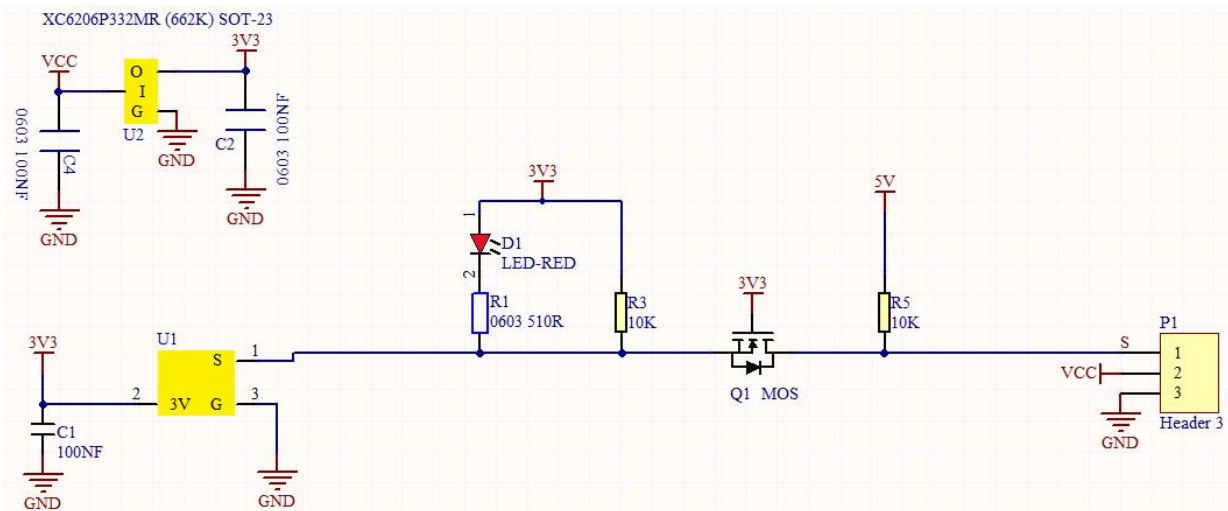 XC6206P332MR (662K) SOT-23
VCC
3V3
O
I
G
U2
GND
C4
0603 100NF
GND
C2
0603 100NF
GND
3V3
1
D1
LED-RED
2
R1
0603 510R
R3
10K
3V3
Q1 MOS
5V
R5
10K
3V3
U1
S
1
2
3V
G
3
C1
100NF
GND
GND
P1
S
1
VCC
2
3
GND
Header 3